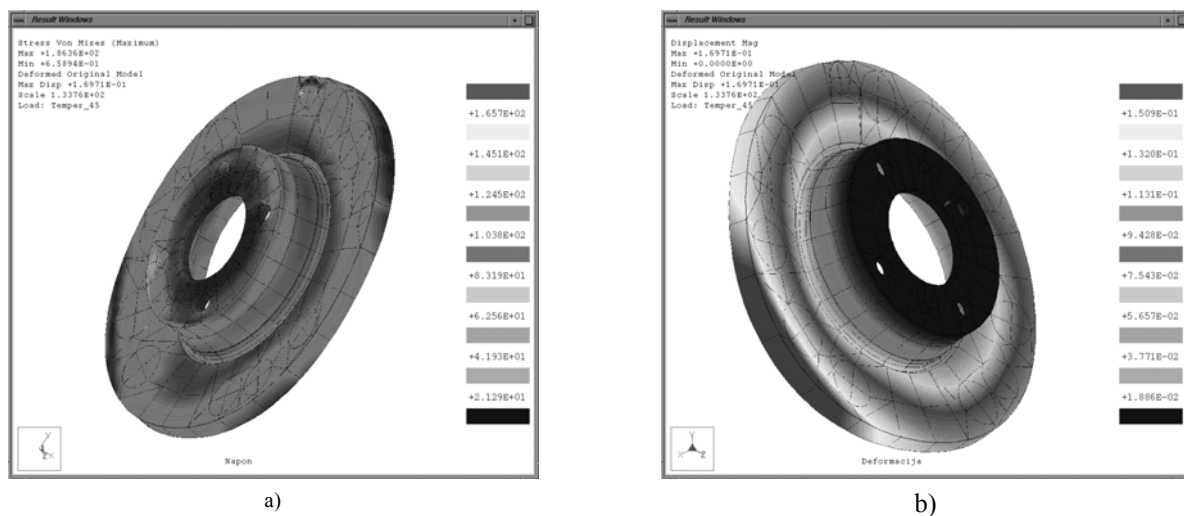 Result Windows
Stress Von Mises (Maximum)
Max +1.8636E+02
Min +6.5894E-01
Deformed Original Model
Max Disp +1.6971E-01
Scale 1.3376E+02
Load: Temper_45
+1.657E+02
+1.451E+02
+1.245E+02
+1.038E+02
+8.319E+01
+6.256E+01
+4.193E+01
+2.129E+01
Y
X
Z
Napon
a)
Result Windows
Displacement Mag
Max +1.6971E-01
Min +0.0000E+00
Deformed Original Model
Max Disp +1.6971E-01
Scale 1.3376E+02
Load: Temper_45
+1.509E-01
+1.320E-01
+1.131E-01
+9.428E-02
+7.543E-02
+5.657E-02
+3.771E-02
+1.886E-02
Y
X
Z
Deformacija
b)